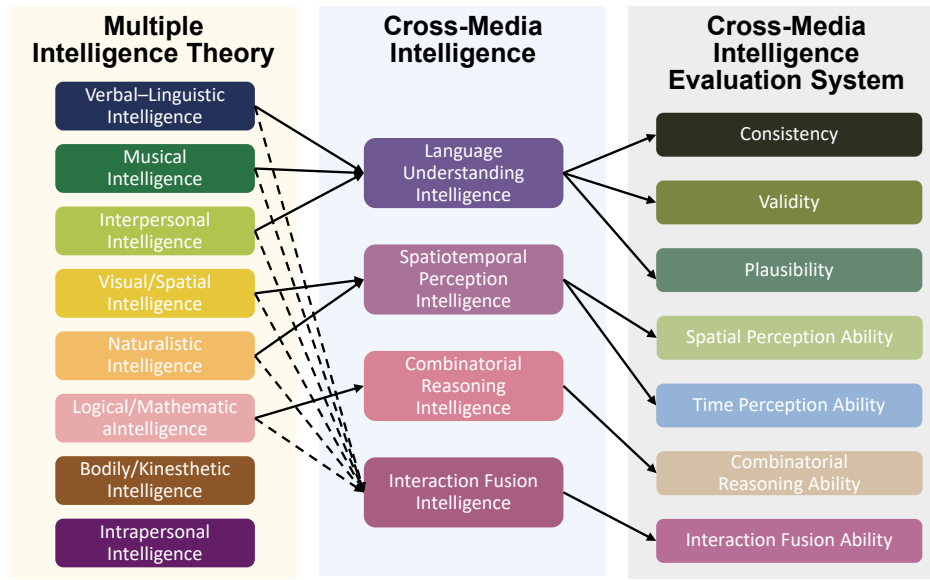 Multiple
Intelligence Theory
Verbal–Linguistic
Intelligence
Musical
Intelligence
Interpersonal
Intelligence
Visual/Spatial
Intelligence
Naturalistic
Intelligence
Logical/Mathematic
aIntelligence
Bodily/Kinesthetic
Intelligence
Intrapersonal
Intelligence
Cross-Media
Intelligence
Language
Understanding
Intelligence
Spatiotemporal
Perception
Intelligence
Combinatorial
Reasoning
Intelligence
Interaction Fusion
Intelligence
Cross-Media
Intelligence
Evaluation System
Consistency
Validity
Plausibility
Spatial Perception Ability
Time Perception Ability
Combinatorial
Reasoning Ability
Interaction Fusion Ability